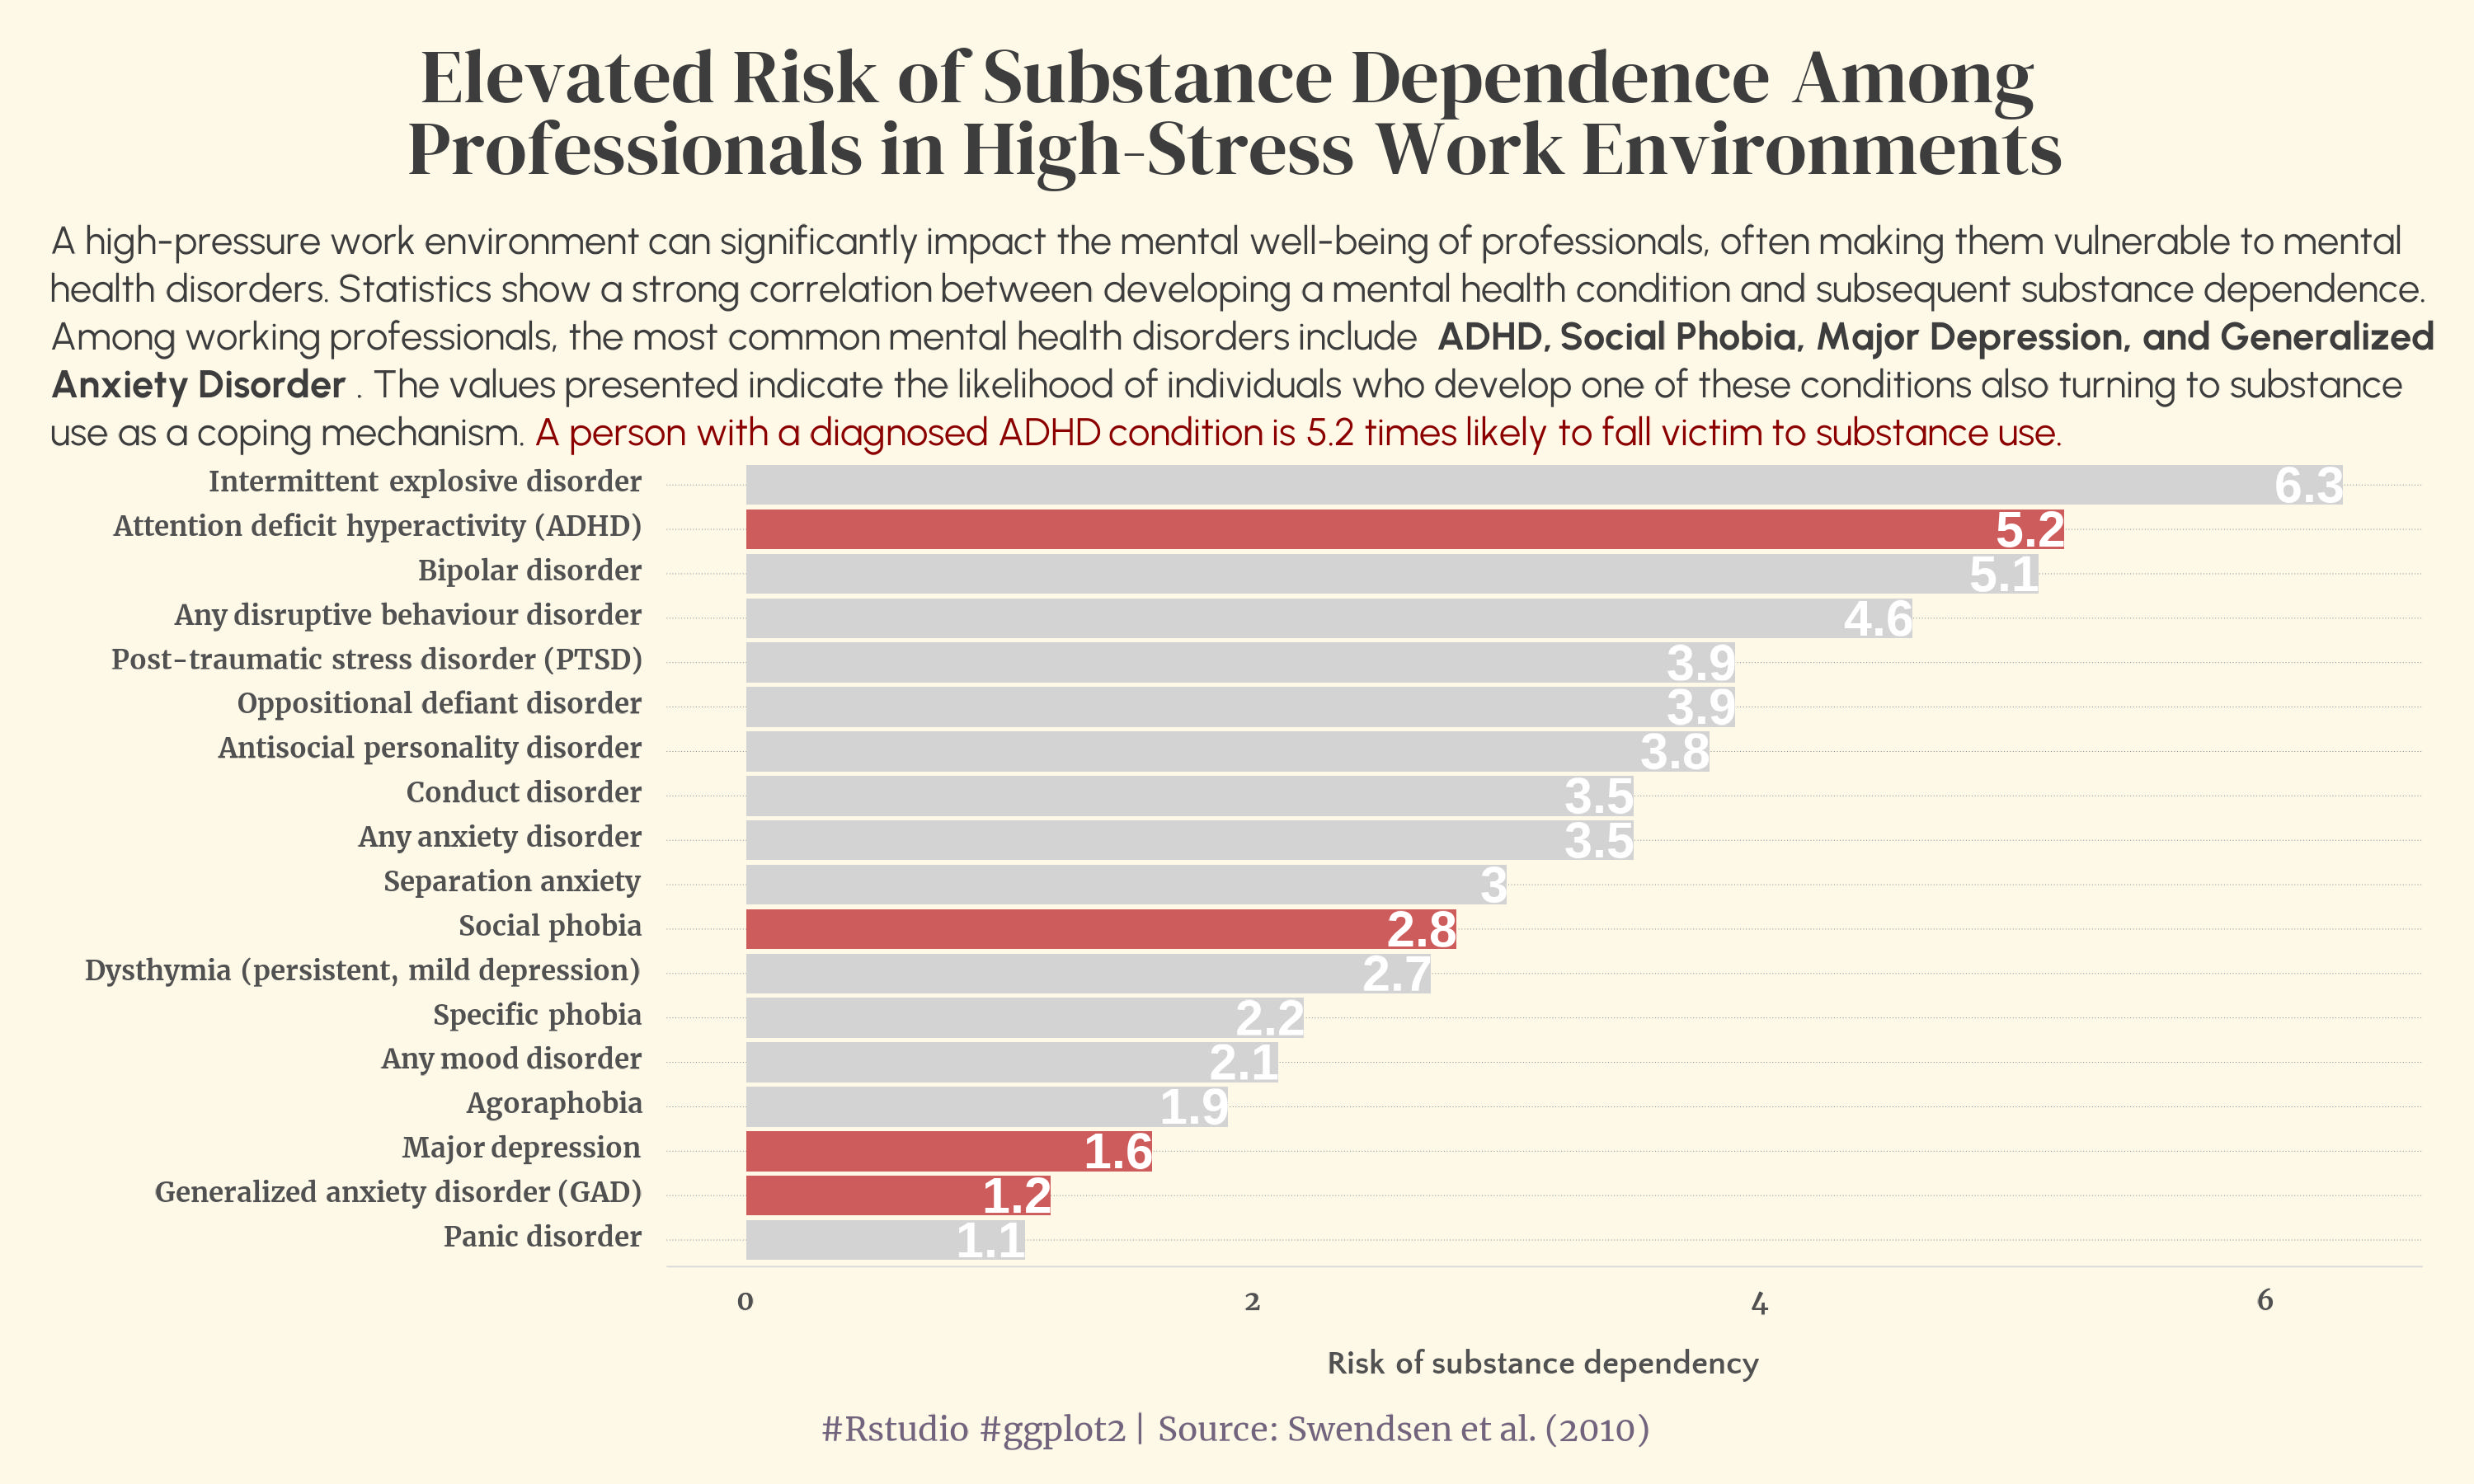 Elevated Risk of Substance Dependence Among
Professionals in High-Stress Work Environments
A high-pressure work environment can significantly impact the mental well-being of professionals, often making them vulnerable to mental
health disorders. Statistics show a strong correlation between developing a mental health condition and subsequent substance dependence.
Among working professionals, the most common mental health disorders include ADHD, Social Phobia, Major Depression, and Generalized
Anxiety Disorder . The values presented indicate the likelihood of individuals who develop one of these conditions also turning to substance
use as a coping mechanism. A person with a diagnosed ADHD condition is 5.2 times likely to fall victim to substance use.
Intermittent explosive disorder 6.3
Attention deficit hyperactivity (ADHD) 5.2
Bipolar disorder 5.1
Any disruptive behaviour disorder 4.6
Post-traumatic stress disorder (PTSD) 3.9
Oppositional defiant disorder 3.9
Antisocial personality disorder 3.8
Conduct disorder 3.5
Any anxiety disorder 3.5
Separation anxiety 3
Social phobia 2.8
Dysthymia (persistent, mild depression) 2.7
Specific phobia 2.2
Any mood disorder 2.1
Agoraphobia 1.9
Major depression 1.6
Generalized anxiety disorder (GAD) 1.2
Panic disorder 1.1
0 2 4 6
Risk of substance dependency
#Rstudio #ggplot2 | Source: Swendsen et al. (2010)